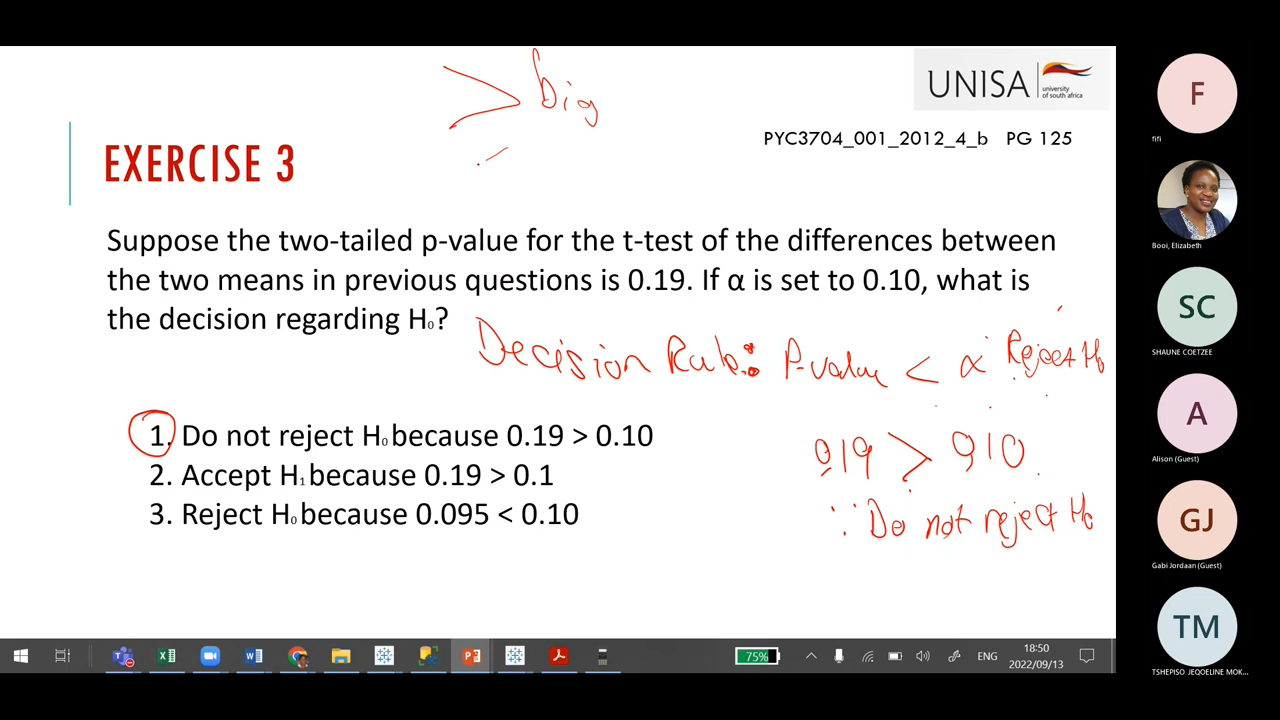 Big
UNISA
university
of south africa
PYC3704_001_2012_4_b PG 125
EXERCISE 3
Suppose the two-tailed p-value for the t-test of the differences between
the two means in previous questions is 0.19. If α is set to 0.10, what is
the decision regarding H₀?
Decision Rule: P-value < α Reject H₀
1. Do not reject H₀ because 0.19 > 0.10
2. Accept H₁ because 0.19 > 0.1
3. Reject H₀ because 0.095 < 0.10
0,19 > 0,10
∵ Do not reject H₀
F
fifi
Booi, Elizabeth
SC
SHAUNE COETZEE
A
Alison (Guest)
GJ
Gabi Jordaan (Guest)
TM
TSHEPISO JEQOELINE MOK...
75%
ENG
18:50
2022/09/13